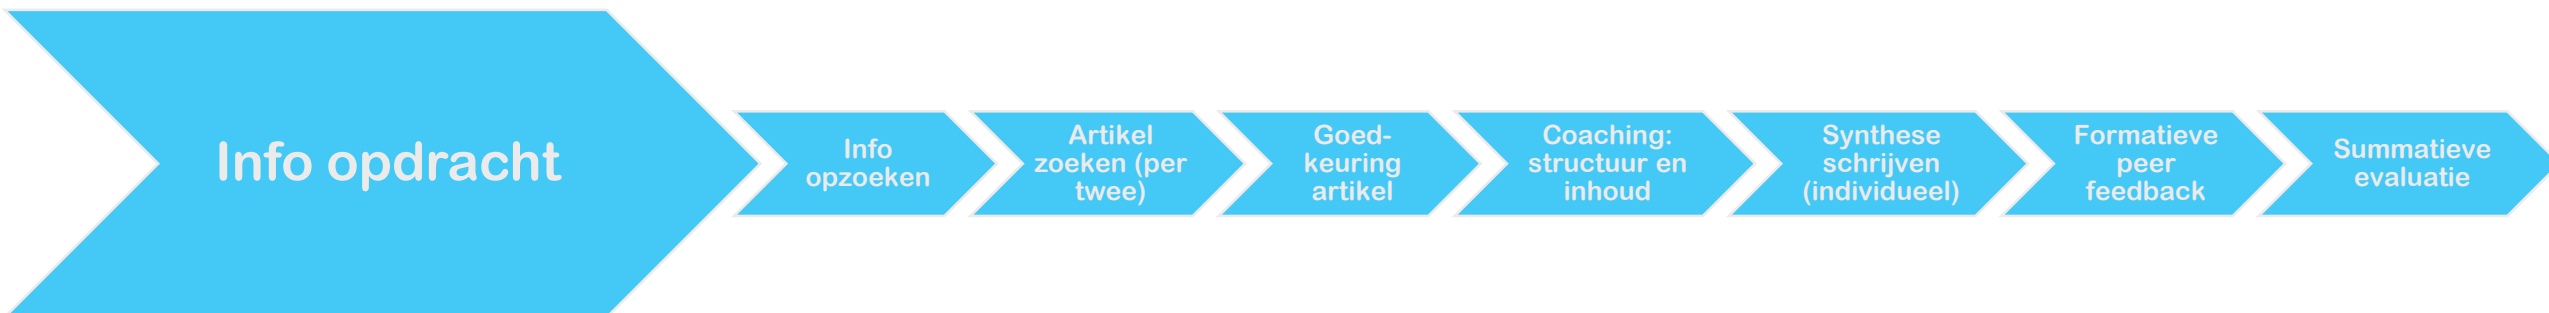 Info opdracht
Info
opzoeken
Artikel
zoeken (per
twee)
Goed-
keuring
artikel
Coaching:
structuur en
inhoud
Synthese
schrijven
(individueel)
Formatieve
peer
feedback
Summatieve
evaluatie